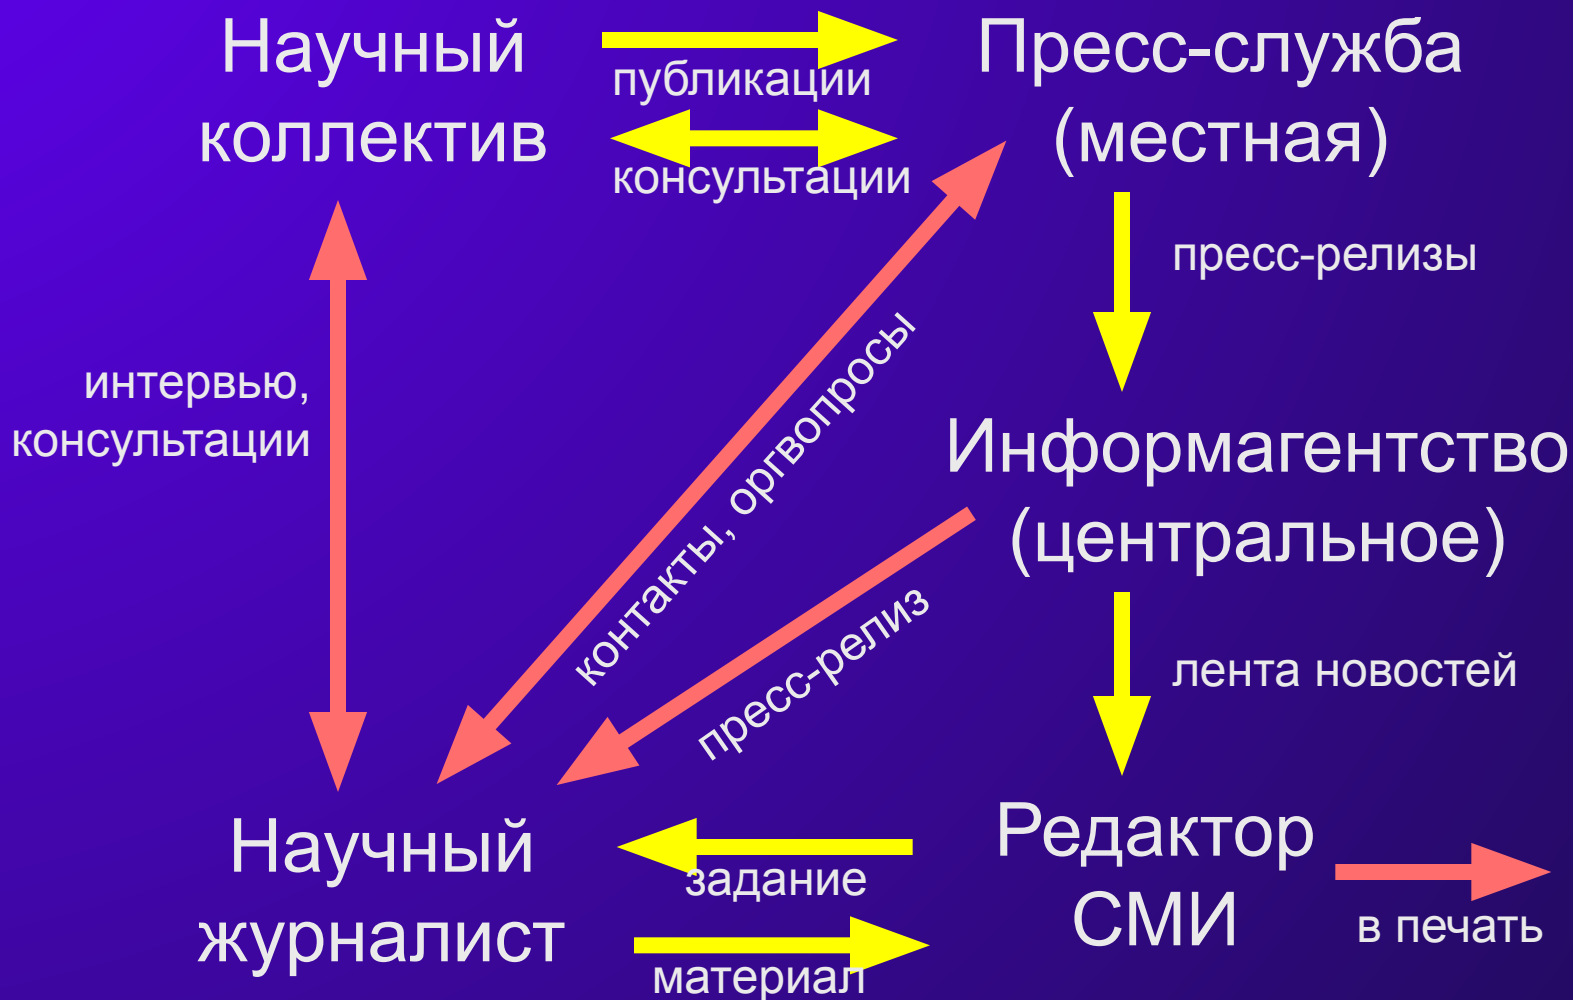 Научный
коллектив
публикации
консультации
Пресс-служба
(местная)
пресс-релизы
интервью,
консультации
контакты, оргвопросы
Информагентство
(центральное)
пресс-релиз
лента новостей
Научный
журналист
задание
материал
Редактор
СМИ
в печать